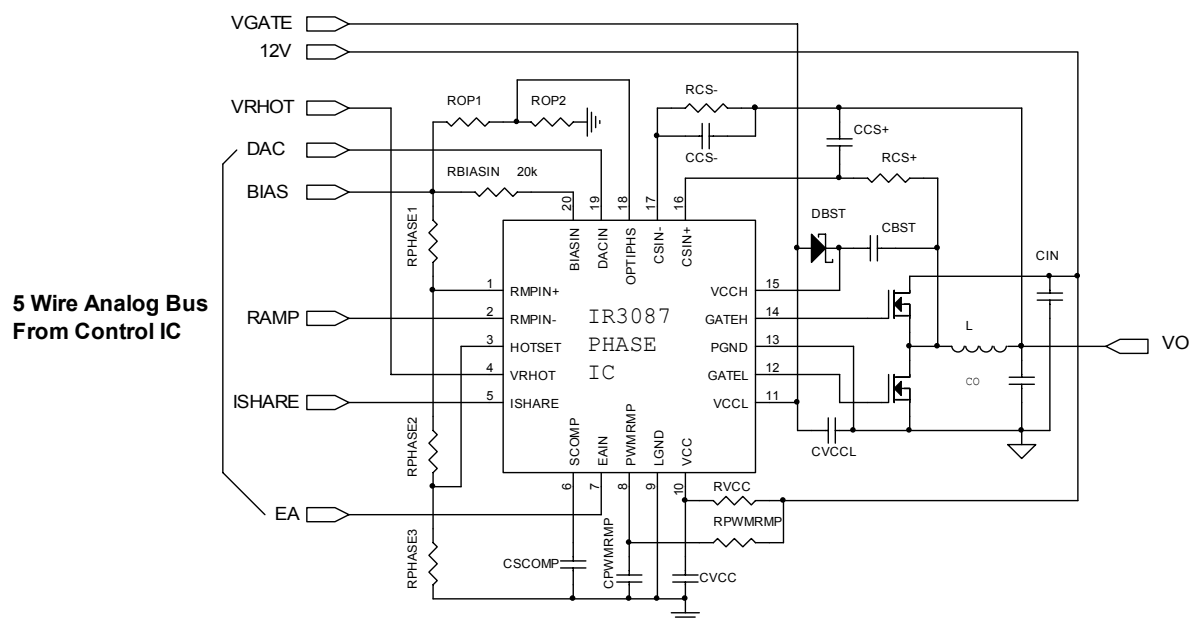 VGATE
12V
VRHOT
DAC
BIAS
5 Wire Analog Bus
From Control IC
RAMP
ISHARE
EA
ROP1
ROP2
RBIASIN 20k
RCS-
CCS-
CCS+
RCS+
DBST
CBST
CIN
RPHASE1
RPHASE2
RPHASE3
20
19
18
17
16
BIASIN
DACIN
OPTIPHS
CSIN-
CSIN+
1 RMPIN+
2 RMPIN-
3 HOTSET
4 VRHOT
5 ISHARE
IR3087
PHASE
IC
VCCH 15
GATEH 14
PGND 13
GATEL 12
VCCL 11
SCOMP
EAIN
PWMRMP
LGND
VCC
6
7
8
9
10
L
CO
VO
CVCCL
RVCC
RPWMRMP
CSCOMP
CPWMRMP
CVCC